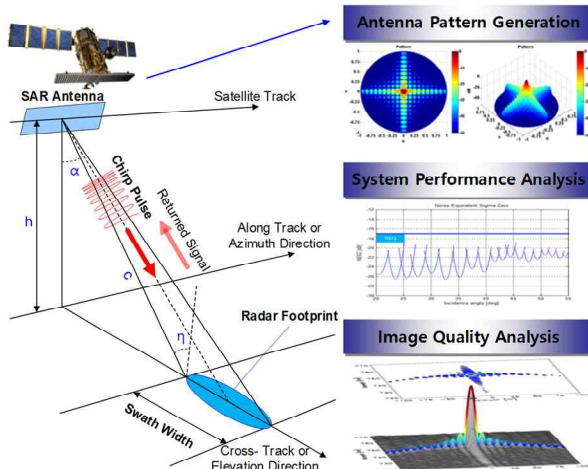 Antenna Pattern Generation
SAR Antenna
Satellite Track
α
h
Chirp Pulse
Returned Signal
c
Along Track or
Azimuth Direction
η
Radar Footprint
Swath Width
Cross- Track or
Elevation Direction
Pattern
Pattern
System Performance Analysis
Noise Equivalent Sigma Zero
Incidence angle [deg]
Image Quality Analysis